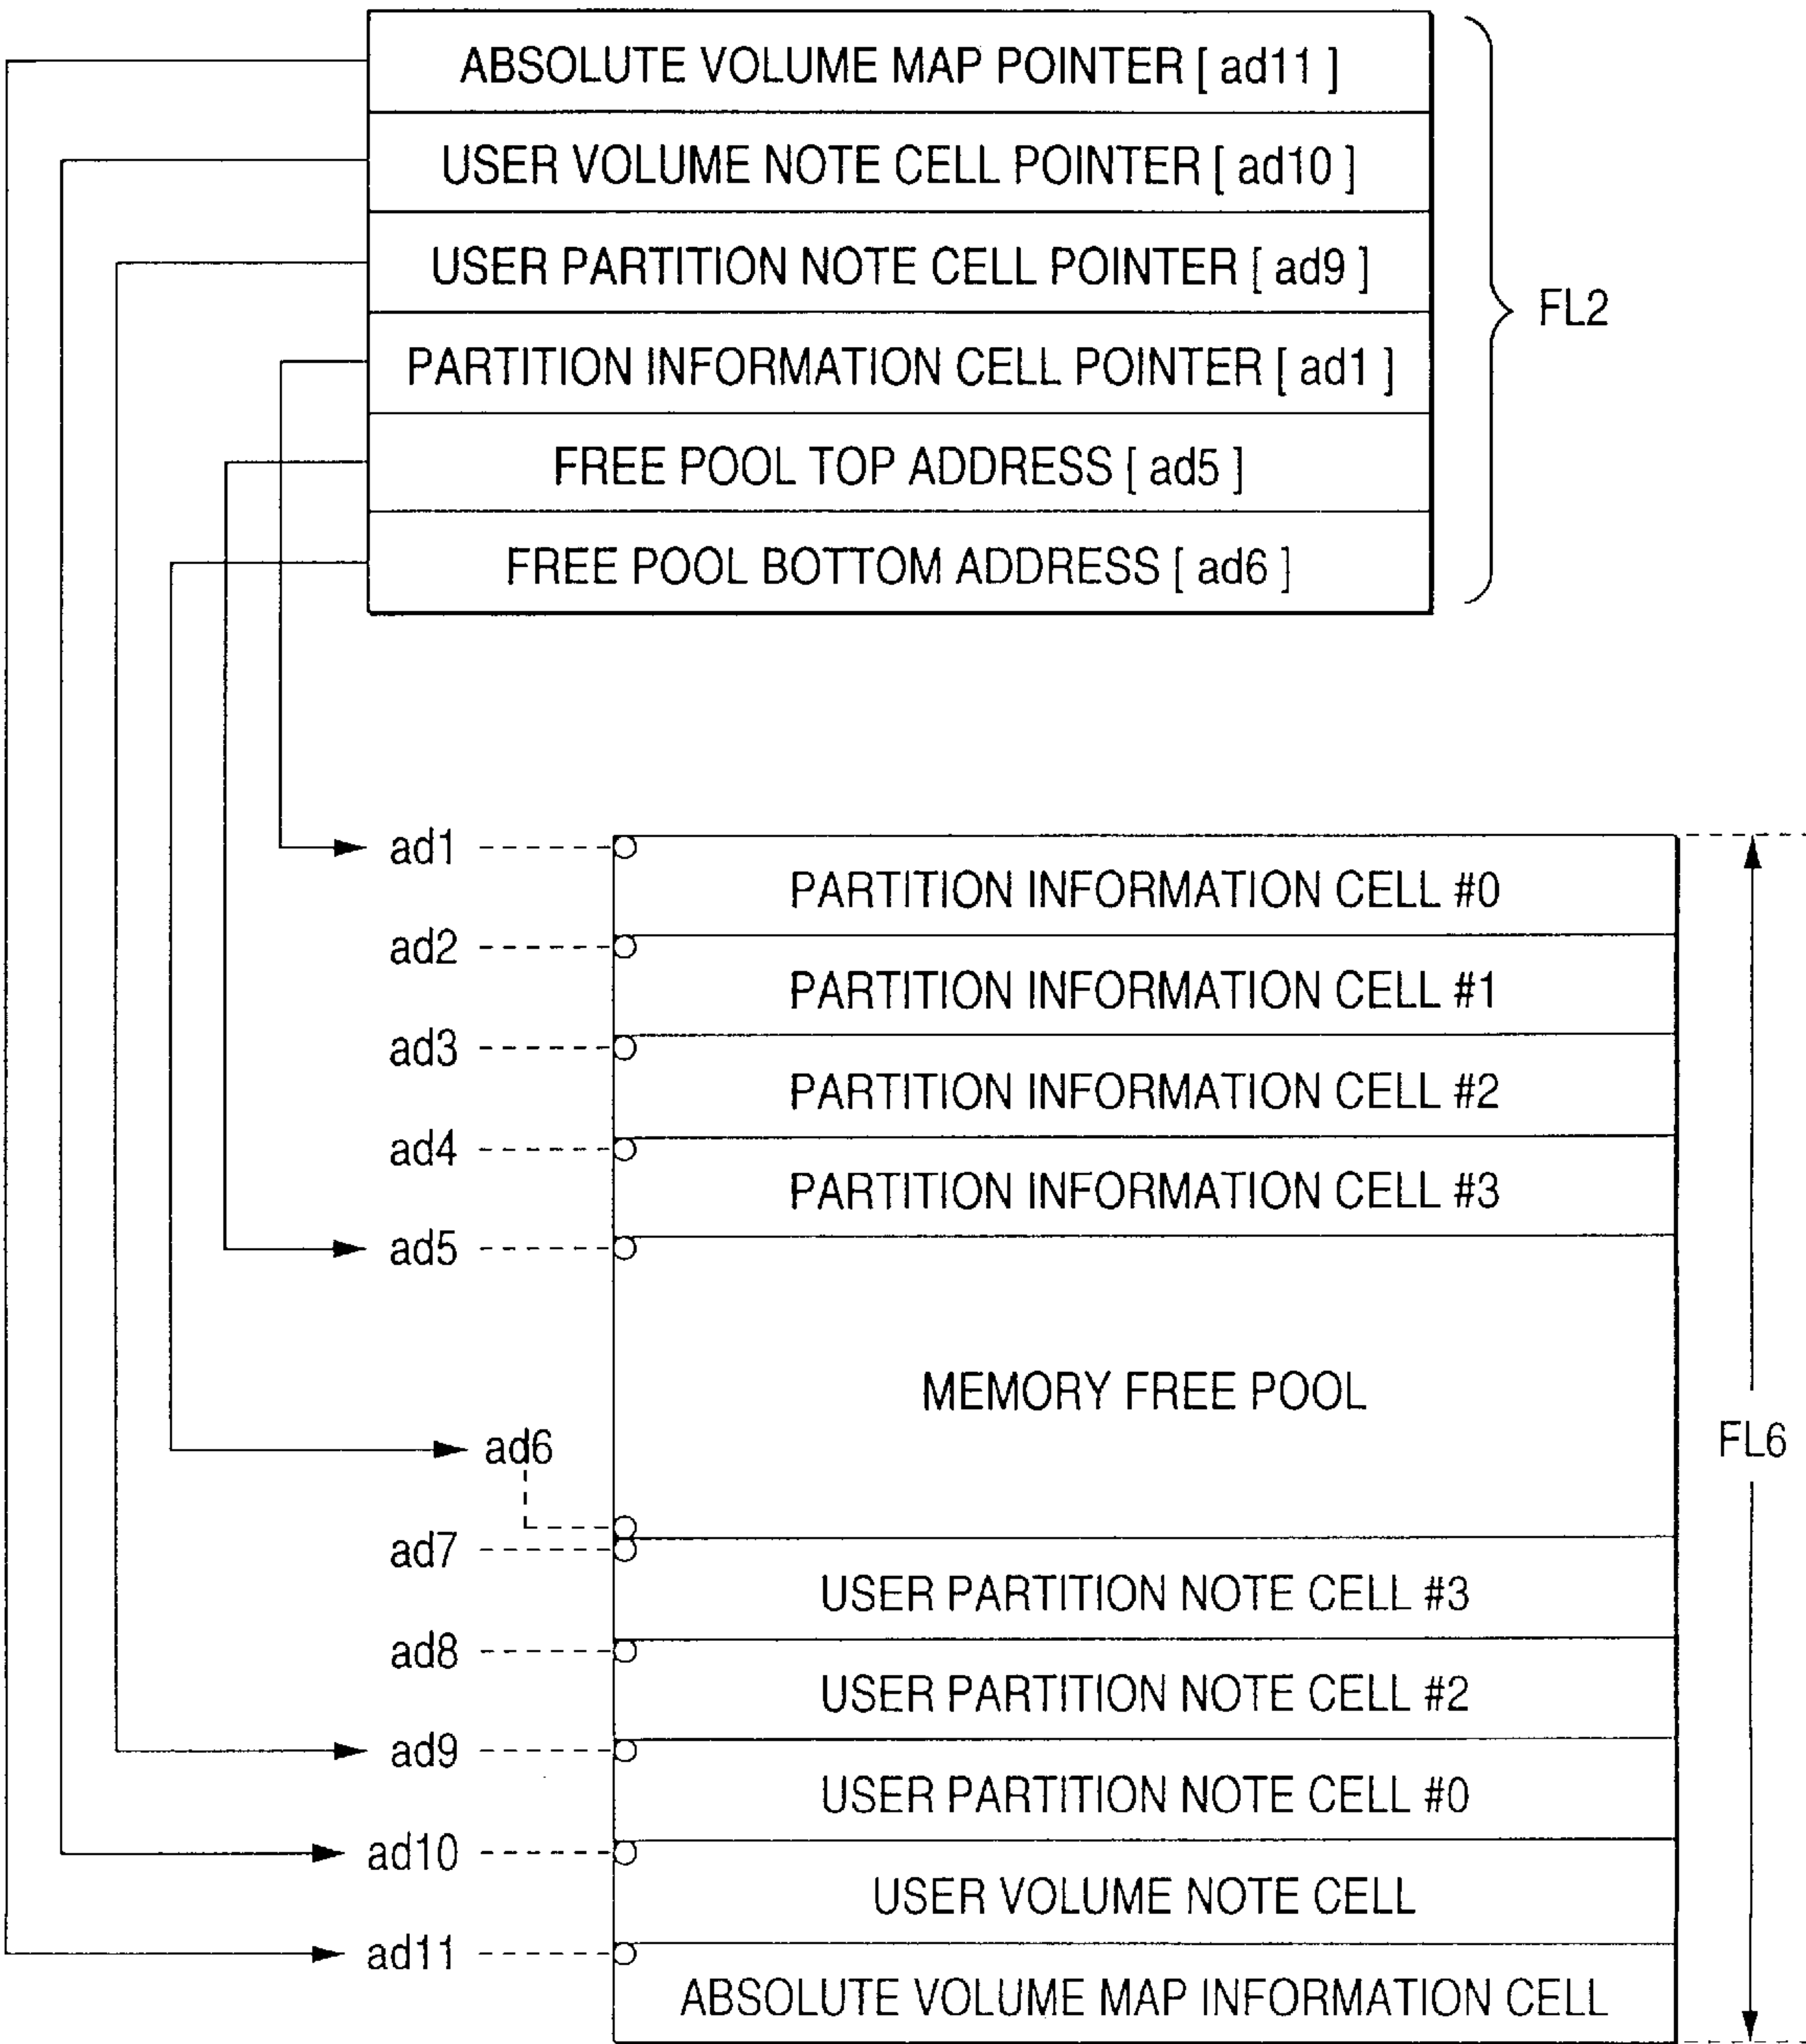 ABSOLUTE VOLUME MAP POINTER [ ad11 ]
USER VOLUME NOTE CELL POINTER [ ad10 ]
USER PARTITION NOTE CELL POINTER [ ad9 ]
FL2
PARTITION INFORMATION CELL POINTER [ ad1 ]
FREE POOL TOP ADDRESS [ ad5 ]
FREE POOL BOTTOM ADDRESS [ ad6 ]
ad1
PARTITION INFORMATION CELL #0
ad2
PARTITION INFORMATION CELL #1
ad3
PARTITION INFORMATION CELL #2
ad4
PARTITION INFORMATION CELL #3
ad5
MEMORY FREE POOL
ad6
FL6
ad7
USER PARTITION NOTE CELL #3
ad8
USER PARTITION NOTE CELL #2
ad9
USER PARTITION NOTE CELL #0
ad10
USER VOLUME NOTE CELL
ad11
ABSOLUTE VOLUME MAP INFORMATION CELL